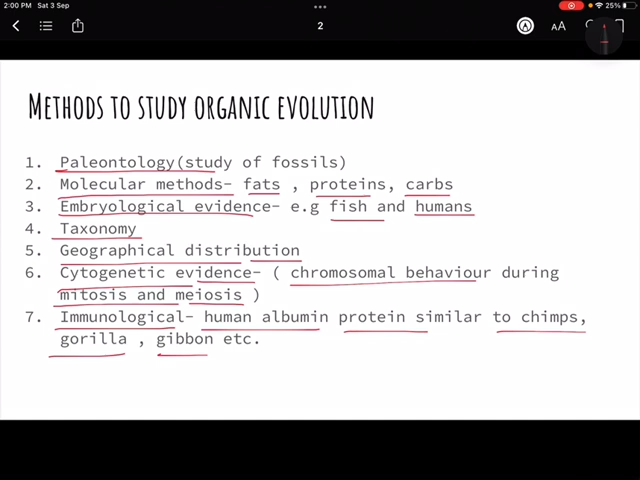 2:00 PM Sat 3 Sep 25%
2 AA
METHODS TO STUDY ORGANIC EVOLUTION
1. Paleontology(study of fossils)
2. Molecular methods- fats , proteins, carbs
3. Embryological evidence- e.g fish and humans
4. Taxonomy
5. Geographical distribution
6. Cytogenetic evidence- ( chromosomal behaviour during
mitosis and meiosis )
7. Immunological- human albumin protein similar to chimps,
gorilla , gibbon etc.